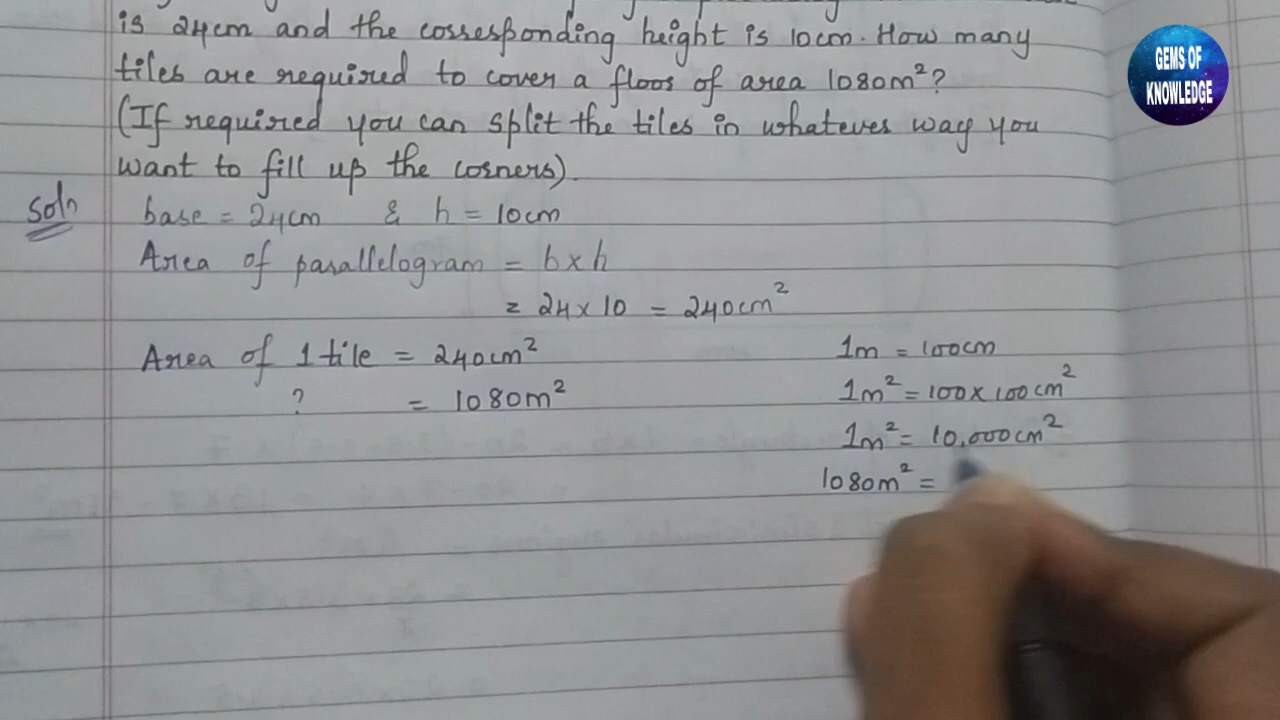 is 24cm and the corresponding height is 10cm. How many
tiles are required to cover a floor of area 1080m²?
(If required you can split the tiles in whatever way you
want to fill up the corners).
Soln base = 24cm & h = 10cm
Area of parallelogram = b×h
= 24×10 = 240cm²
Area of 1 tile = 240cm²
? = 1080m²
1m = 100cm
1m² = 100×100cm²
1m² = 10,000cm²
1080m² =
GEMS OF
KNOWLEDGE